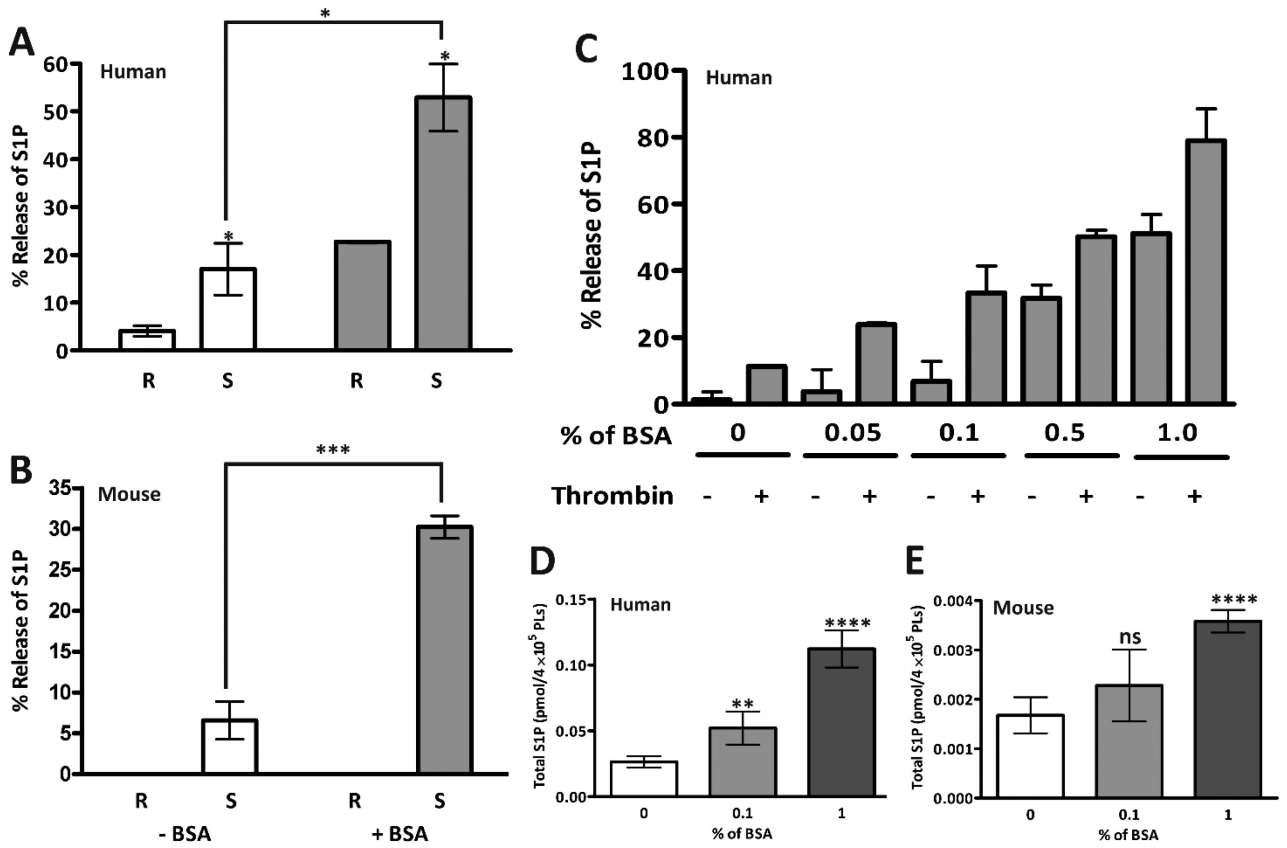 A
Human
*
*
*
% Release of S1P
60
50
40
30
20
10
0
R S R S
B
Mouse
***
% Release of S1P
35
30
25
20
15
10
5
0
R S R S
- BSA + BSA
C
Human
% Release of S1P
100
80
60
40
20
0
% of BSA 0 0.05 0.1 0.5 1.0
Thrombin - + - + - + - + - +
D
Human
Total S1P (pmol/4 ×10⁵ PLs)
0.15
0.10
0.05
0.00
**
****
0 0.1 1
% of BSA
E
Mouse
Total S1P (pmol/4 ×10⁵ PLs)
0.004
0.003
0.002
0.001
0.000
ns
****
0 0.1 1
% of BSA